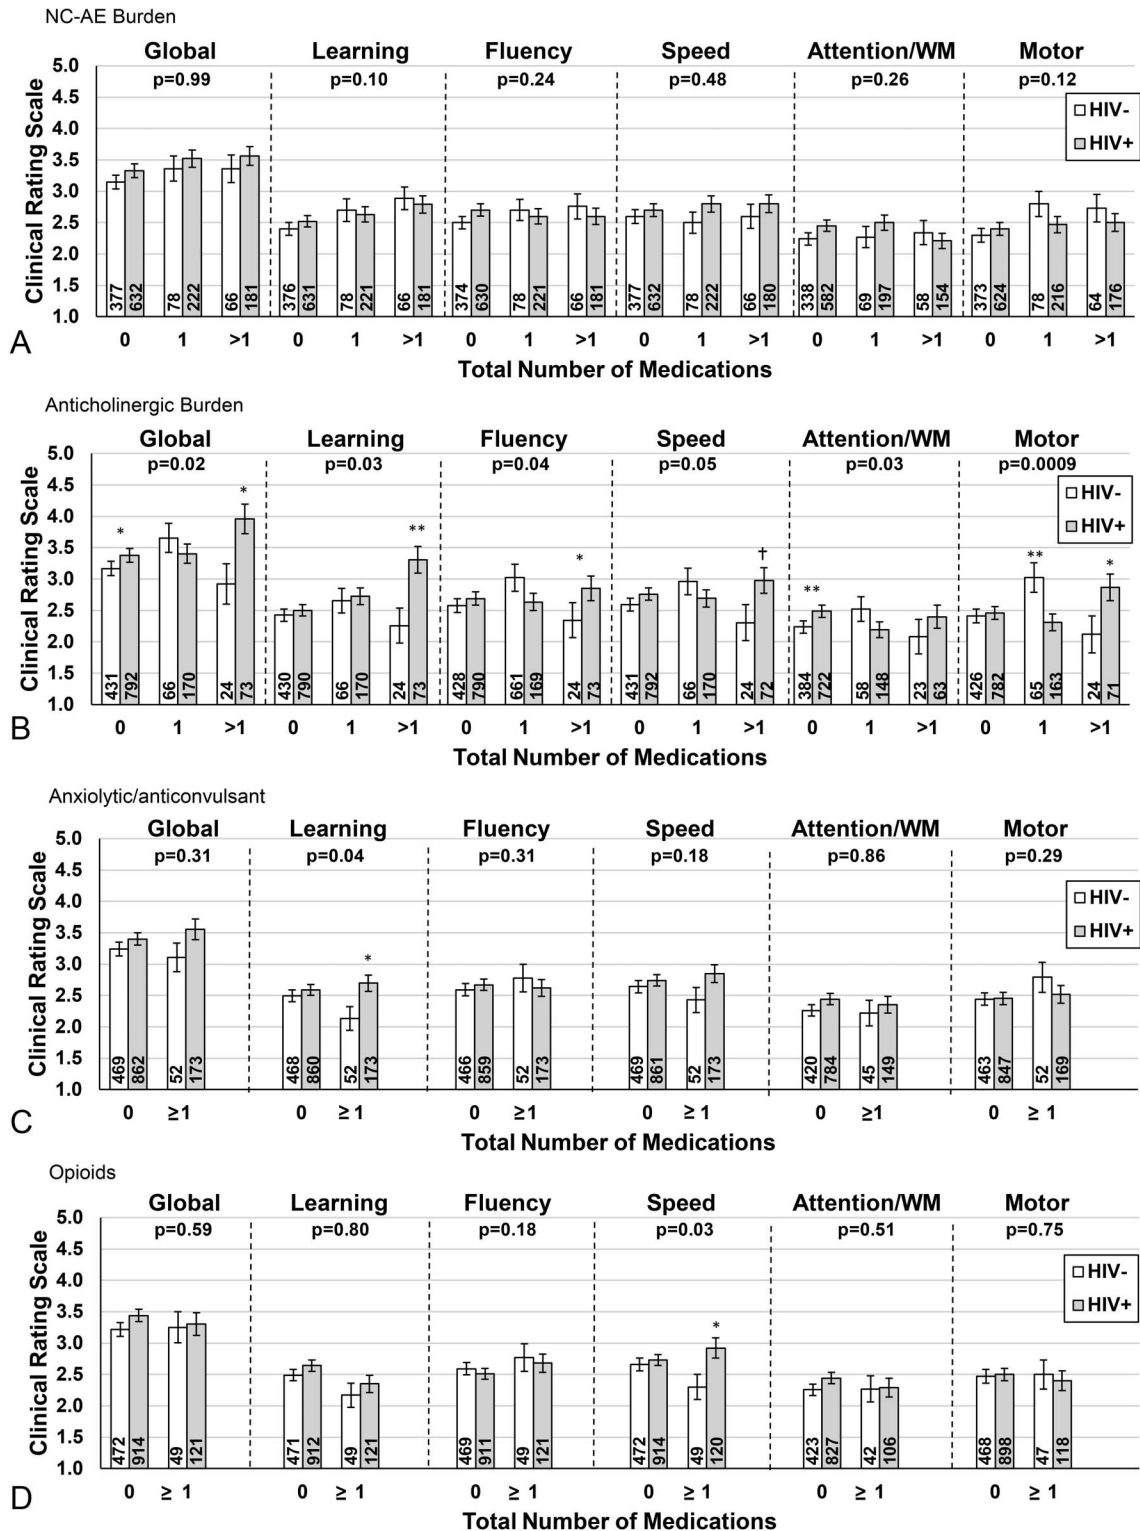 NC-AE Burden
Global Learning Fluency Speed Attention/WM Motor
p=0.99 p=0.10 p=0.24 p=0.48 p=0.26 p=0.12
Clinical Rating Scale
5.0
4.5
4.0
3.5
3.0
2.5
2.0
1.5
1.0
HIV-
HIV+
377 632 78 222 66 181 376 631 78 221 66 181 374 630 78 221 66 181 377 632 78 222 66 180 338 582 69 197 58 154 373 624 78 216 64 176
0 1 >1 0 1 >1 0 1 >1 0 1 >1 0 1 >1 0 1 >1
A
Total Number of Medications
Anticholinergic Burden
Global Learning Fluency Speed Attention/WM Motor
p=0.02 p=0.03 p=0.04 p=0.05 p=0.03 p=0.0009
Clinical Rating Scale
5.0
4.5
4.0
3.5
3.0
2.5
2.0
1.5
1.0
HIV-
HIV+
* * ** * † ** ** *
431 792 66 170 24 73 430 790 66 170 24 73 428 790 661 169 24 73 431 792 66 170 24 72 384 722 58 148 23 63 426 782 65 163 24 71
0 1 >1 0 1 >1 0 1 >1 0 1 >1 0 1 >1 0 1 >1
B
Total Number of Medications
Anxiolytic/anticonvulsant
Global Learning Fluency Speed Attention/WM Motor
p=0.31 p=0.04 p=0.31 p=0.18 p=0.86 p=0.29
Clinical Rating Scale
5.0
4.5
4.0
3.5
3.0
2.5
2.0
1.5
1.0
HIV-
HIV+
*
469 862 52 173 468 860 52 173 466 859 52 173 469 861 52 173 420 784 45 149 463 847 52 169
0 ≥1 0 ≥ 1 0 ≥ 1 0 ≥ 1 0 ≥1 0 ≥ 1
C
Total Number of Medications
Opioids
Global Learning Fluency Speed Attention/WM Motor
p=0.59 p=0.80 p=0.18 p=0.03 p=0.51 p=0.75
Clinical Rating Scale
5.0
4.5
4.0
3.5
3.0
2.5
2.0
1.5
1.0
HIV-
HIV+
*
472 914 49 121 471 912 49 121 469 911 49 121 472 914 49 120 423 827 42 106 468 898 47 118
0 ≥ 1 0 ≥ 1 0 ≥ 1 0 ≥ 1 0 ≥ 1 0 ≥ 1
D
Total Number of Medications